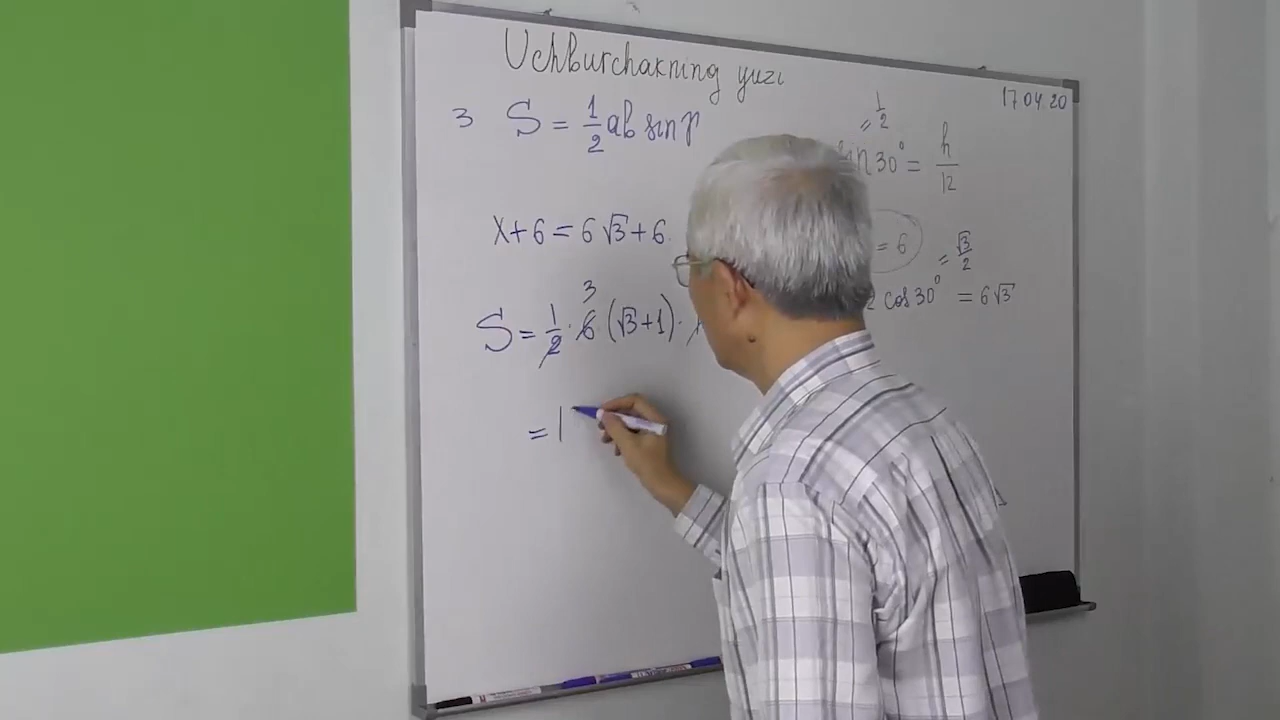 Uchburchakning yuzi
17.04.20
3 S = 1/2 ab sin γ
= 1/2
sin 30° = h/12
x + 6 = 6√3 + 6
= 6
= √3/2
2 cos 30° = 6√3
3
S = 1/2 · 6 (√3 + 1) ·
= 1